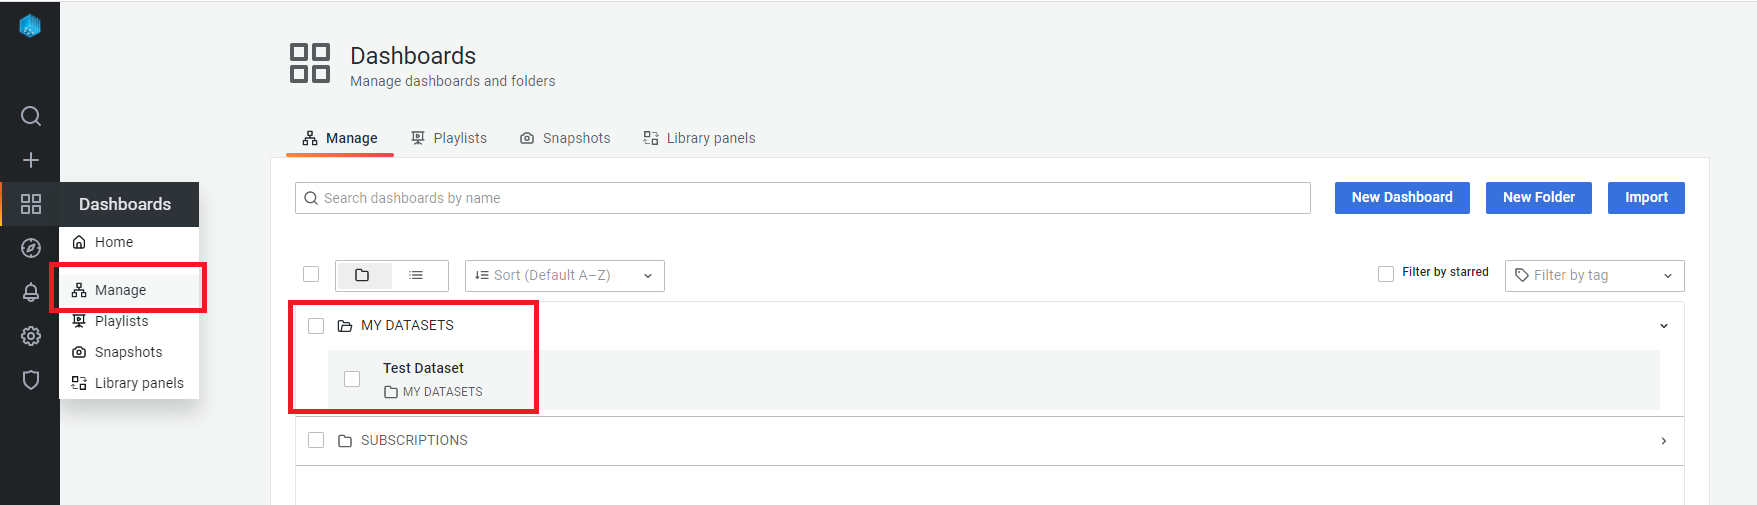 Dashboards
Manage dashboards and folders
Manage
Playlists
Snapshots
Library panels
Search dashboards by name
New Dashboard
New Folder
Import
Dashboards
Home
Manage
Playlists
Snapshots
Library panels
Sort (Default A–Z)
Filter by starred
Filter by tag
MY DATASETS
Test Dataset
MY DATASETS
SUBSCRIPTIONS